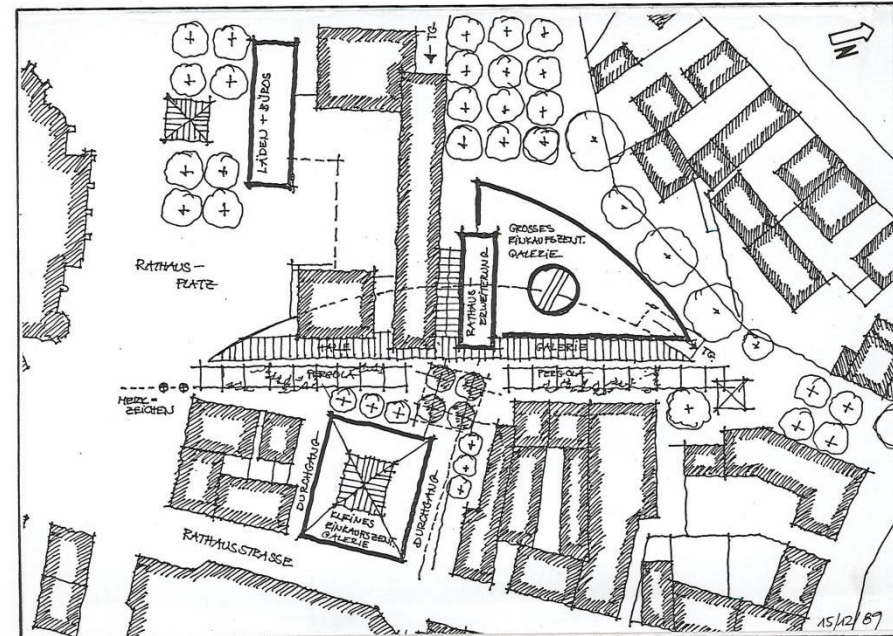 N
TG.
LÄDEN + BÜROS
GROSSES
EINKAUFSZENT.
GALERIE
RATHAUS-
ERWEITERUNG
RATHAUS-
PLATZ
HALLE
GALERIE
TG.
PERGOLA
PERGOLA
MERK-
ZEICHEN
DURCHGANG
KLEINES
EINKAUFSZENT.
GALERIE
DURCHGANG
RATHAUSSTRASSE
15/12/89